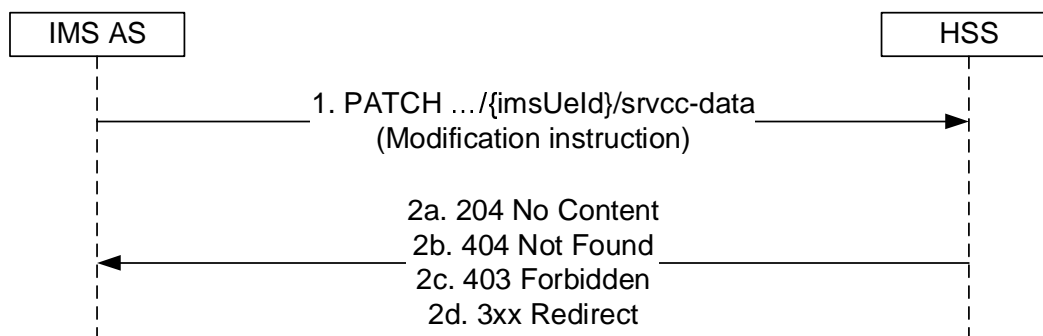 IMS AS
HSS
1. PATCH …/{imsUeId}/srvcc-data
(Modification instruction)
2a. 204 No Content
2b. 404 Not Found
2c. 403 Forbidden
2d. 3xx Redirect